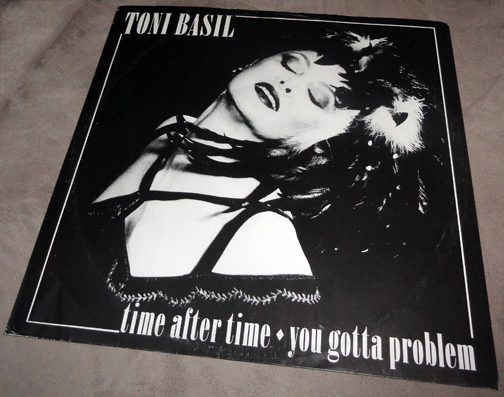 TONI BASIL
time after time • you gotta problem